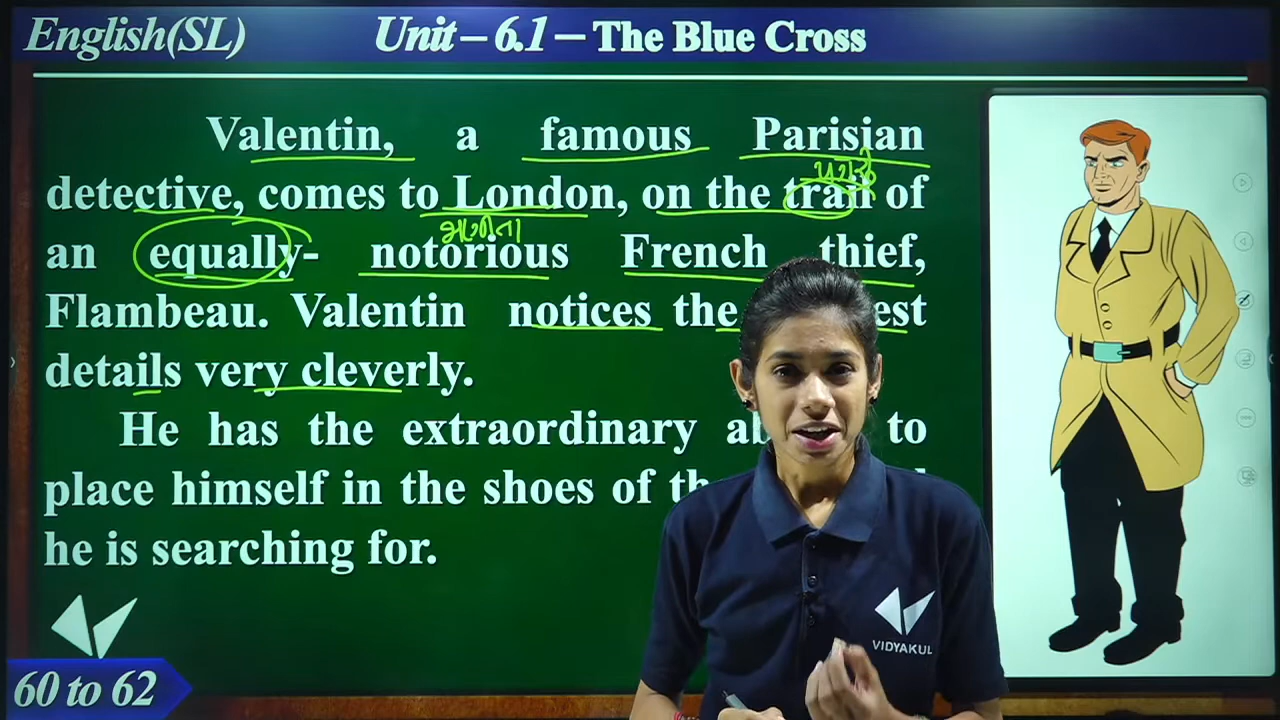 English(SL) Unit – 6.1 – The Blue Cross
Valentin, a famous Parisian
detective, comes to London, on the trail of
an equally- notorious French thief,
Flambeau. Valentin notices the est
details very cleverly.
He has the extraordinary ab to
place himself in the shoes of th
he is searching for.
VIDYAKUL
60 to 62